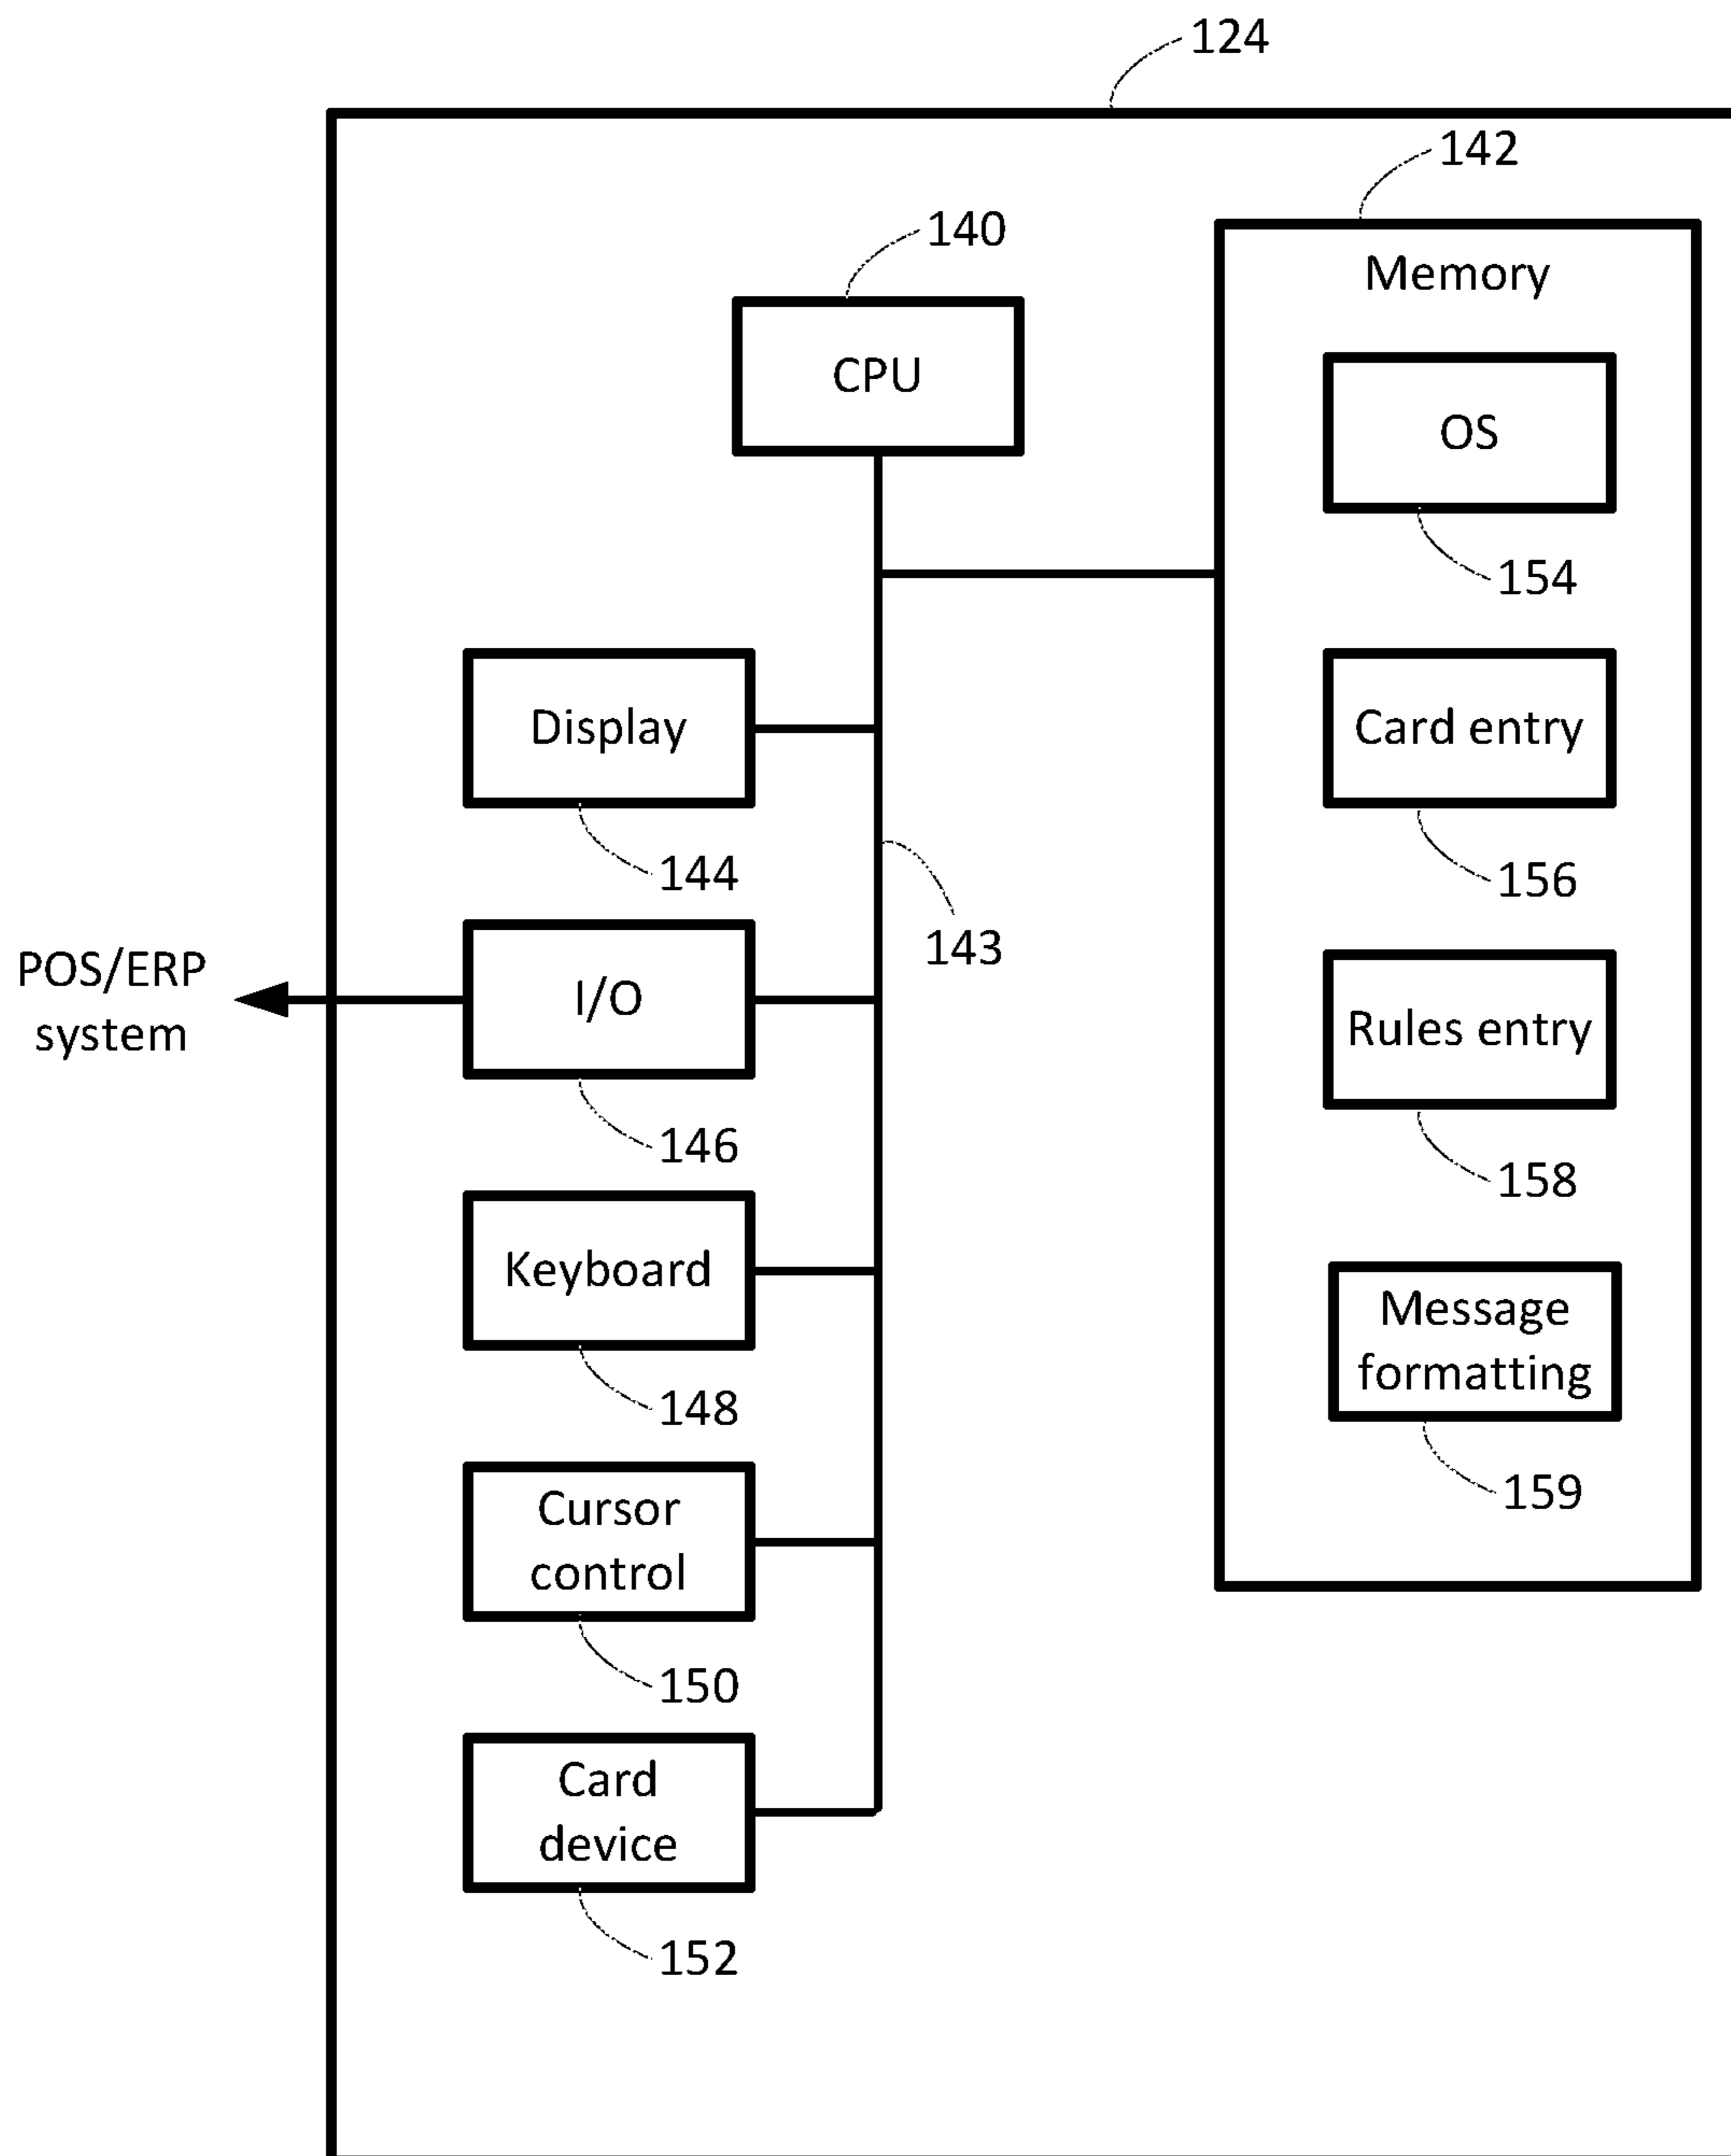 124
142
140
Memory
CPU
OS
154
Display
Card entry
144
156
143
POS/ERP
system
I/O
Rules entry
146
158
Keyboard
Message
formatting
148
159
Cursor
control
150
Card
device
152